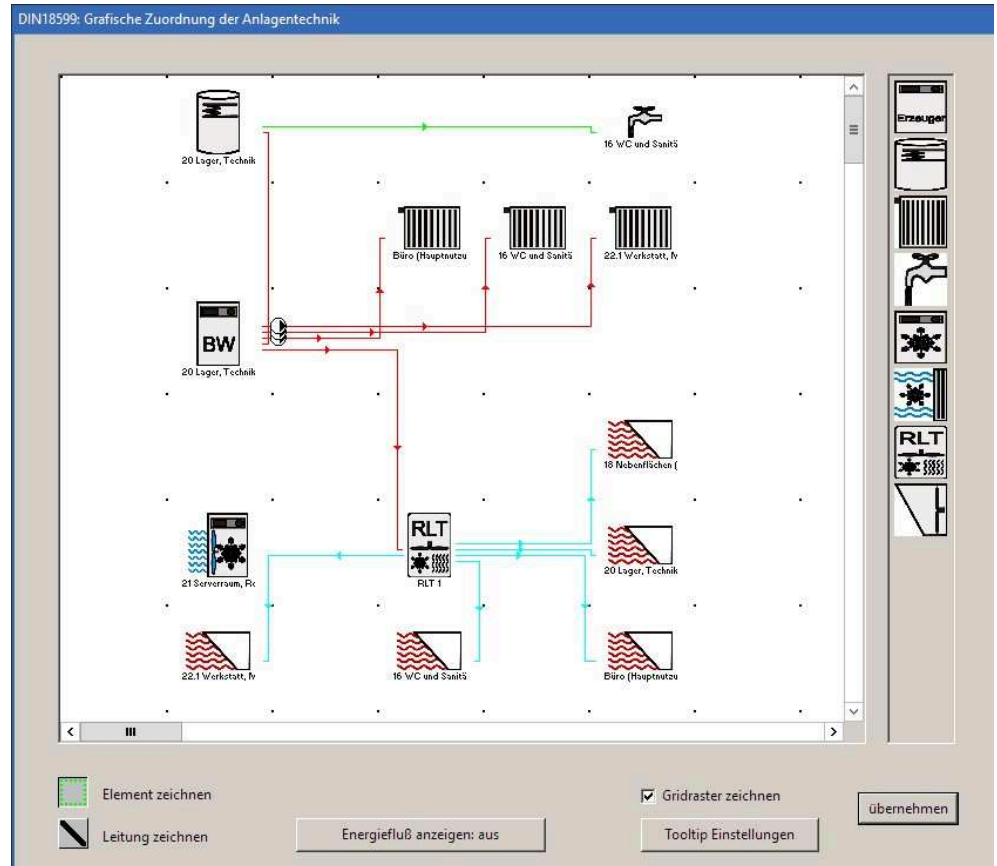 DIN18599: Grafische Zuordnung der Anlagentechnik
Erzeuger
20 Lager, Technik
16 WC und Sanitä
Büro (Hauptnutzu
16 WC und Sanitä
22.1 Werkstatt, M
BW
20 Lager, Technik
18 Nebenflächen (
RLT
RLT
21 Serverraum, Re
RLT 1
20 Lager, Technik
22.1 Werkstatt, M
16 WC und Sanitä
Büro (Hauptnutzu
Element zeichnen
Gridraster zeichnen
übernehmen
Leitung zeichnen
Energiefluß anzeigen: aus
Tooltip Einstellungen